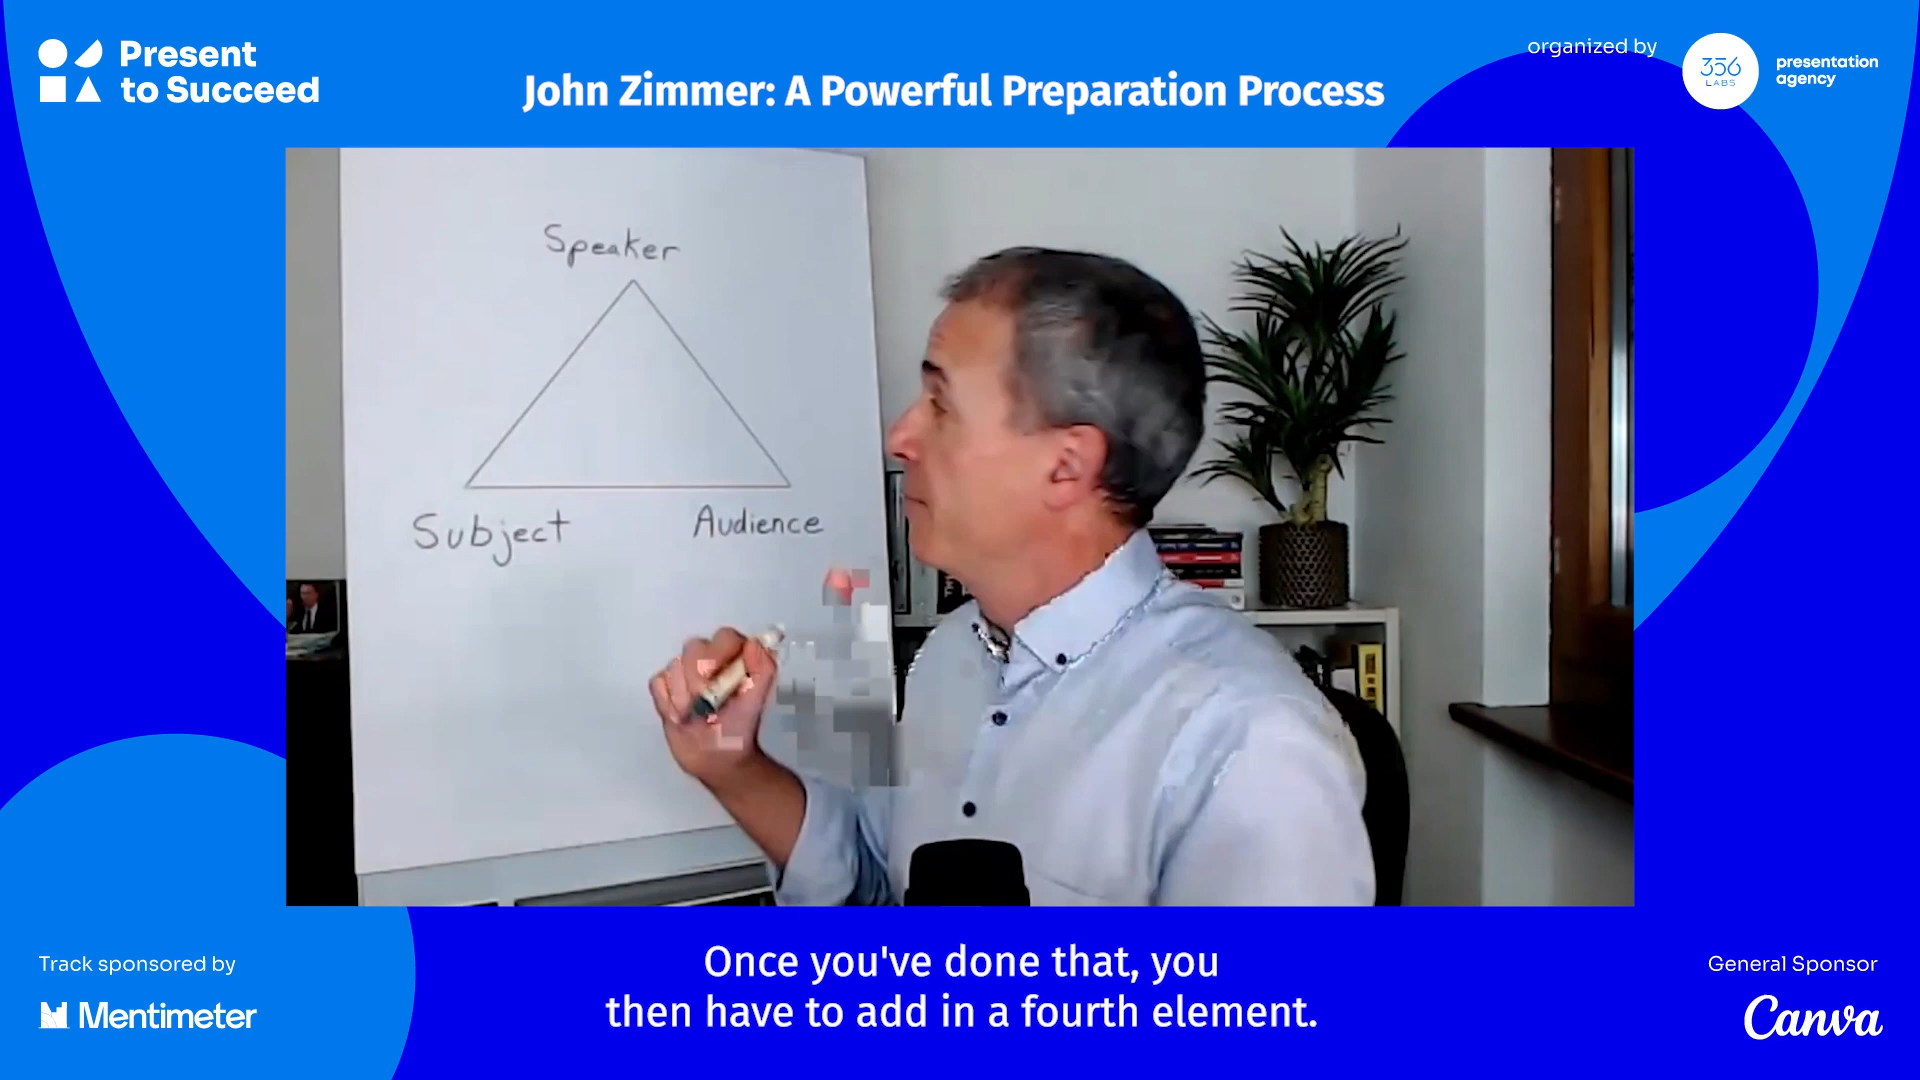 Present
to Succeed
John Zimmer: A Powerful Preparation Process
organized by
356
LABS
presentation
agency
Speaker
Subject
Audience
Once you've done that, you
then have to add in a fourth element.
Track sponsored by
Mentimeter
General Sponsor
Canva